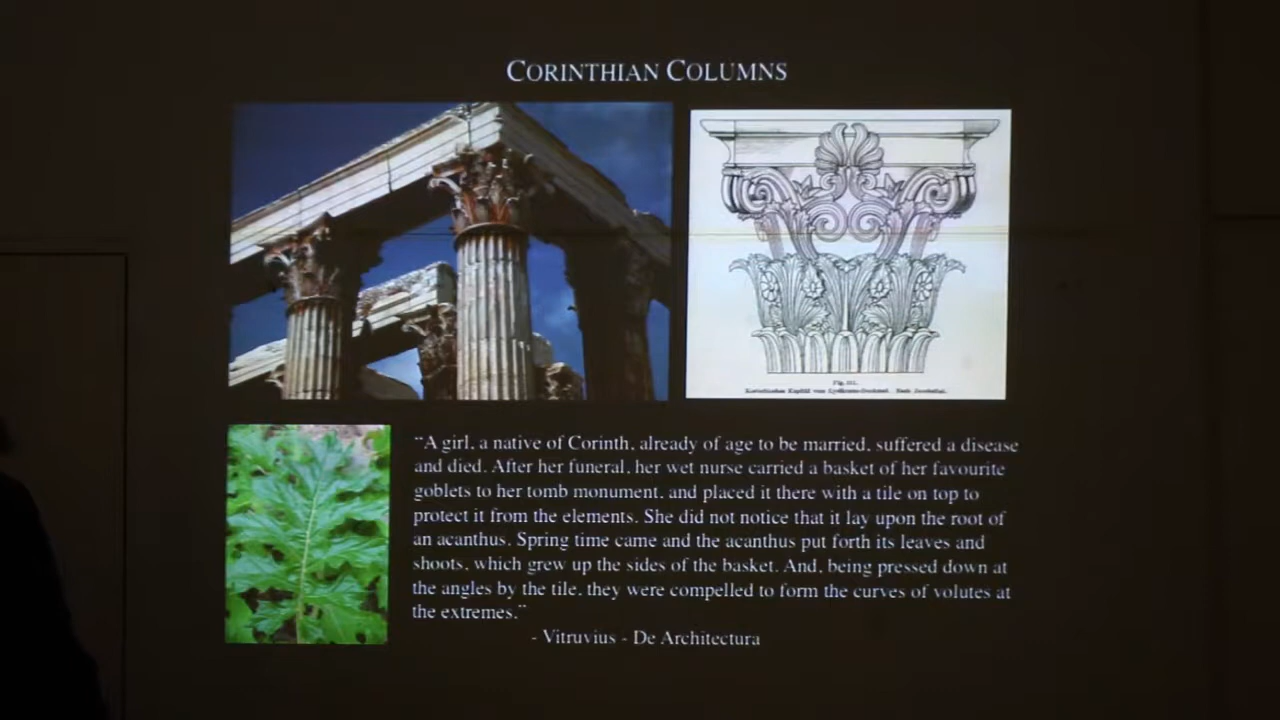 CORINTHIAN COLUMNS
Fig. 111.
"A girl, a native of Corinth, already of age to be married, suffered a disease
and died. After her funeral, her wet nurse carried a basket of her favourite
goblets to her tomb monument, and placed it there with a tile on top to
protect it from the elements. She did not notice that it lay upon the root of
an acanthus. Spring time came and the acanthus put forth its leaves and
shoots, which grew up the sides of the basket. And, being pressed down at
the angles by the tile, they were compelled to form the curves of volutes at
the extremes."
- Vitruvius - De Architectura